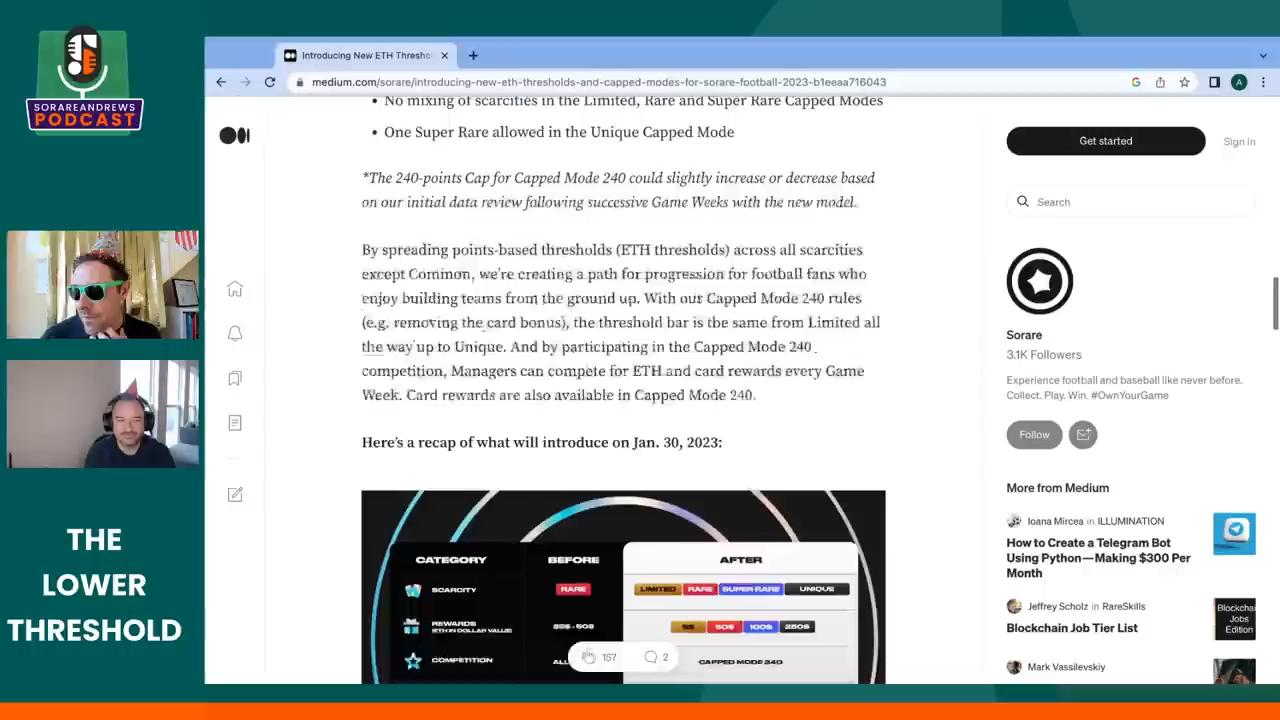 SORAREANDREWS
PODCAST
THE
LOWER
THRESHOLD
Introducing New ETH Thresho
medium.com/sorare/introducing-new-eth-thresholds-and-capped-modes-for-sorare-football-2023-b1eeaa716043
• No mixing of scarcities in the Limited, Rare and Super Rare Capped Modes
• One Super Rare allowed in the Unique Capped Mode
*The 240-points Cap for Capped Mode 240 could slightly increase or decrease based
on our initial data review following successive Game Weeks with the new model.
By spreading points-based thresholds (ETH thresholds) across all scarcities
except Common, we're creating a path for progression for football fans who
enjoy building teams from the ground up. With our Capped Mode 240 rules
(e.g. removing the card bonus), the threshold bar is the same from Limited all
the way up to Unique. And by participating in the Capped Mode 240
competition, Managers can compete for ETH and card rewards every Game
Week. Card rewards are also available in Capped Mode 240.
Here's a recap of what will introduce on Jan. 30, 2023:
CATEGORY BEFORE AFTER
SCARCITY RARE LIMITED RARE SUPER RARE UNIQUE
REWARDS
(ETH IN DOLLAR VALUE) 5$ 50$ 100$ 250$
COMPETITION ALL CAPPED MODE 240
157 2
Get started Sign In
Search
A
Sorare
3.1K Followers
Experience football and baseball like never before.
Collect. Play. Win. #OwnYourGame
Follow
More from Medium
Ioana Mircea in ILLUMINATION
How to Create a Telegram Bot
Using Python—Making $300 Per
Month
Jeffrey Scholz in RareSkills
Blockchain Job Tier List
Blockchai
Jobs
Edition
Mark Vassilevskiy